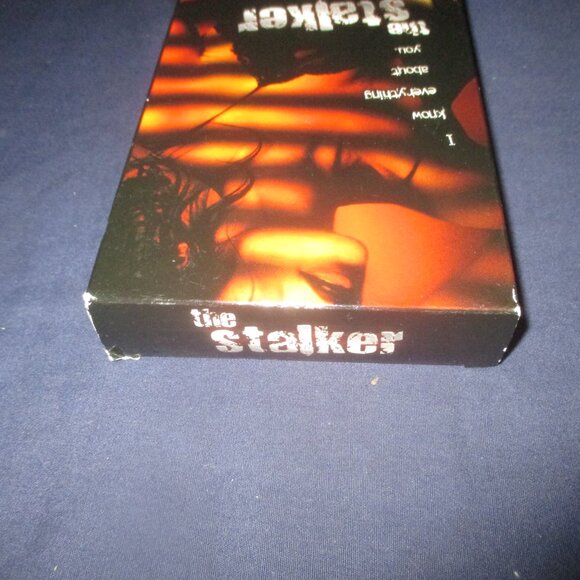 I
know
everything
about
you
the
stalker
the
stalker